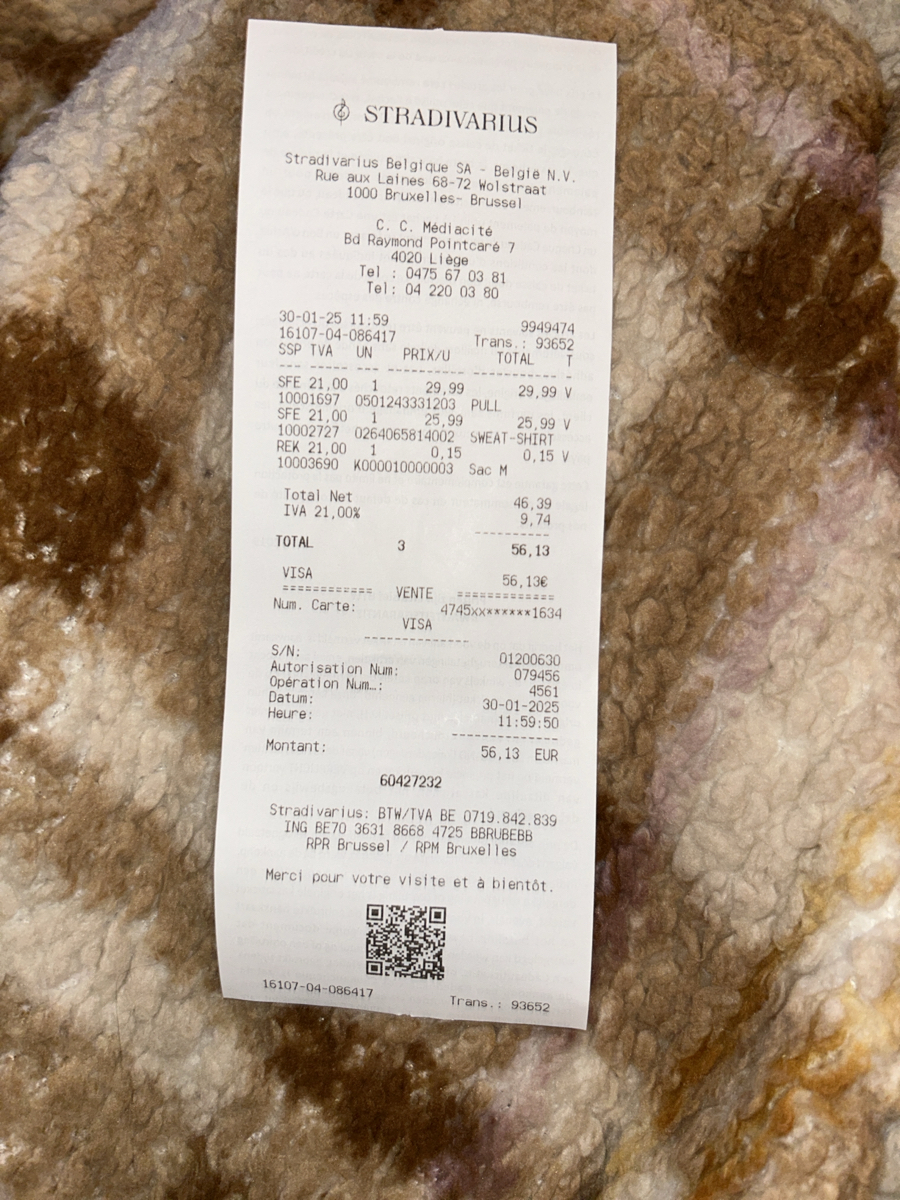 STRADIVARIUS
Stradivarius Belgique SA - België N.V.
Rue aux Laines 68-72 Wolstraat
1000 Bruxelles- Brussel
C. C. Médiacité
Bd Raymond Pointcaré 7
4020 Liège
Tel : 0475 67 03 81
Tel: 04 220 03 80
30-01-25 11:59 9949474
16107-04-086417 Trans.: 93652
SSP TVA UN PRIX/U TOTAL T
--- ----- --- ----------- ------------ -
SFE 21,00 1 29,99 29,99 V
10001697 0501243331203 PULL
SFE 21,00 1 25,99 25,99 V
10002727 0264065814002 SWEAT-SHIRT
REK 21,00 1 0,15 0,15 V
10003690 K000010000003 Sac M
Total Net 46,39
IVA 21,00% 9,74
----------
TOTAL 3 56,13
VISA 56,13€
============ VENTE =============
Num. Carte: 4745xx******1634
VISA
--------------
S/N: 01200630
Autorisation Num: 079456
Opération Num…: 4561
Datum: 30-01-2025
Heure: 11:59:50
--------------
Montant: 56,13 EUR
60427232
Stradivarius: BTW/TVA BE 0719.842.839
ING BE70 3631 8668 4725 BBRUBEBB
RPR Brussel / RPM Bruxelles
Merci pour votre visite et à bientôt.
16107-04-086417 Trans.: 93652